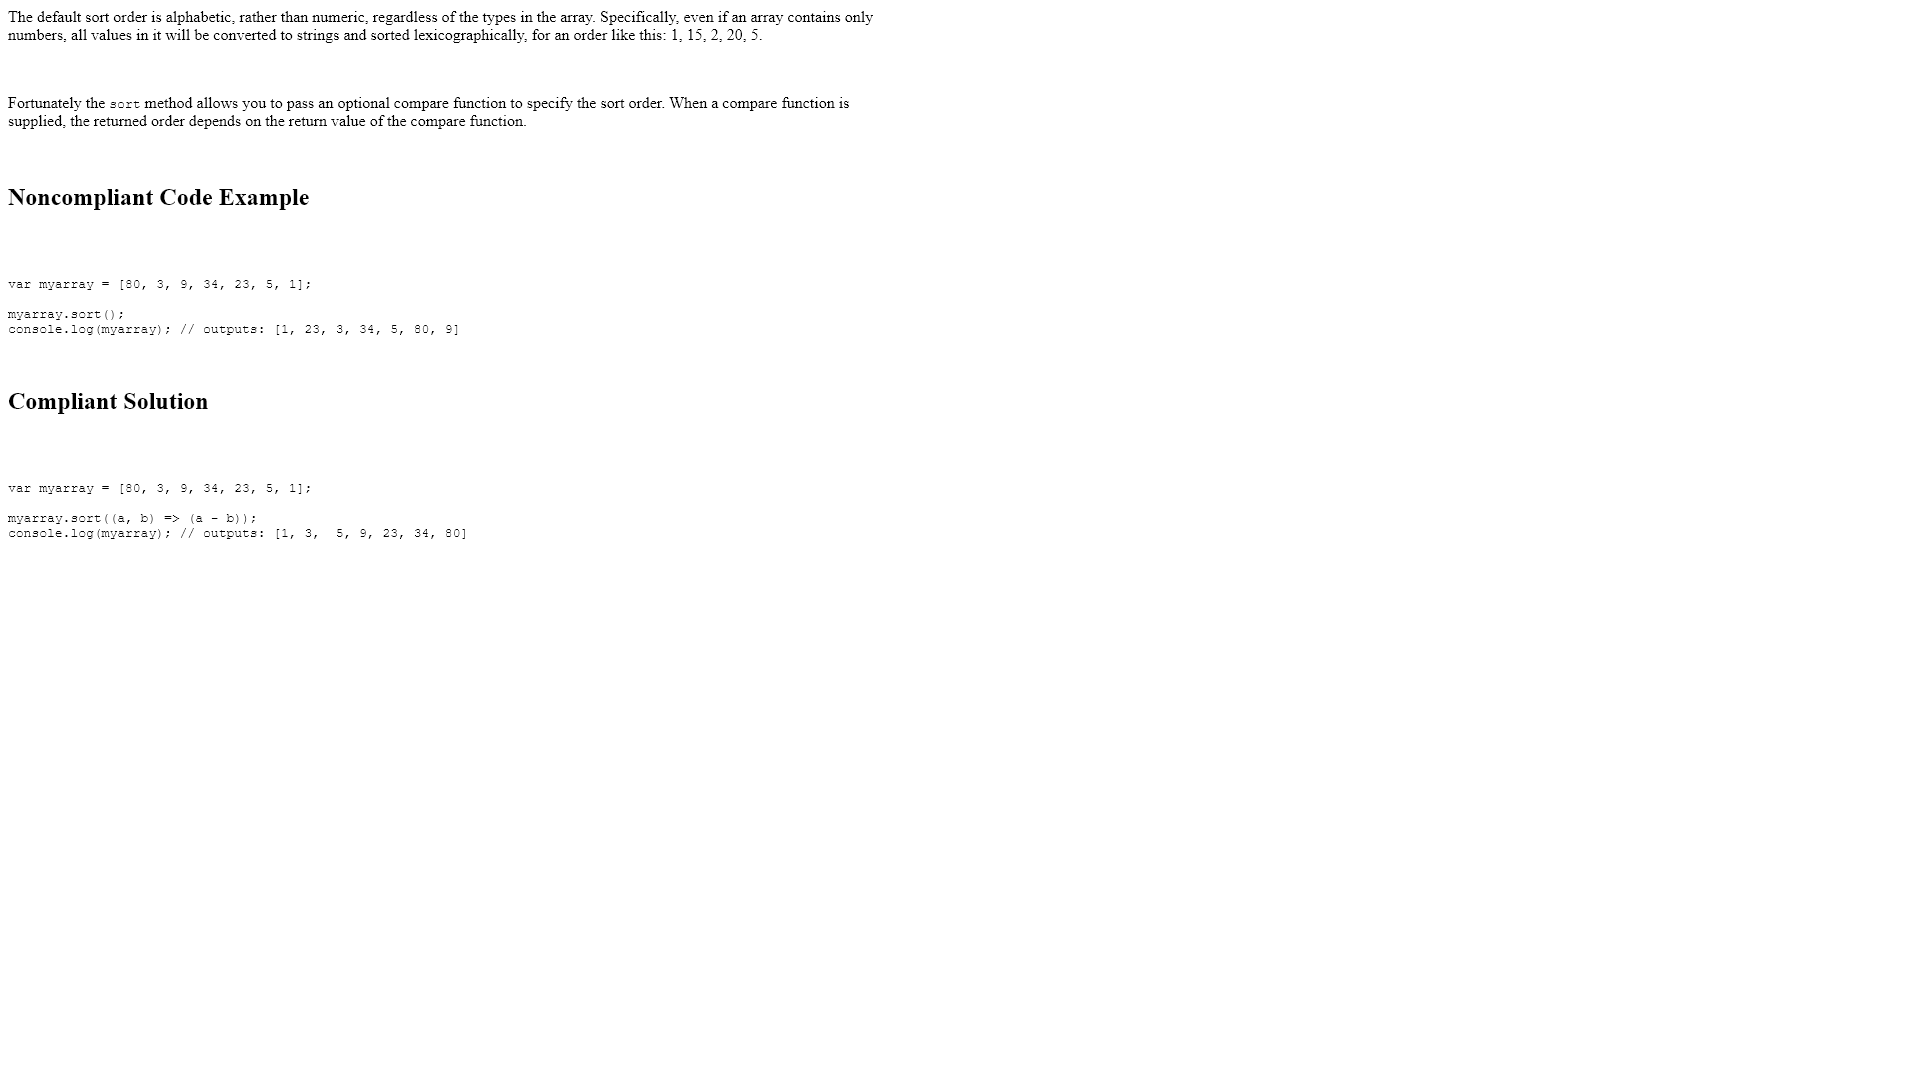 The default sort order is alphabetic, rather than numeric, regardless of the types in the array. Specifically, even if an array contains only
numbers, all values in it will be converted to strings and sorted lexicographically, for an order like this: 1, 15, 2, 20, 5.
Fortunately the sort method allows you to pass an optional compare function to specify the sort order. When a compare function is
supplied, the returned order depends on the return value of the compare function.
Noncompliant Code Example
var myarray = [80, 3, 9, 34, 23, 5, 1];
myarray.sort();
console.log(myarray); // outputs: [1, 23, 3, 34, 5, 80, 9]
Compliant Solution
var myarray = [80, 3, 9, 34, 23, 5, 1];
myarray.sort((a, b) => (a - b));
console.log(myarray); // outputs: [1, 3,  5, 9, 23, 34, 80]